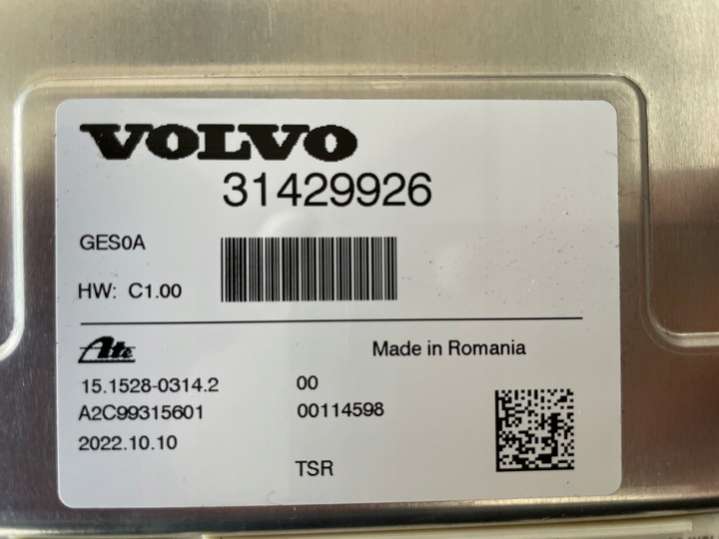 VOLVO
31429926
GES0A
HW: C1.00
Ate
Made in Romania
15.1528-0314.2 00
A2C99315601 00114598
2022.10.10
TSR